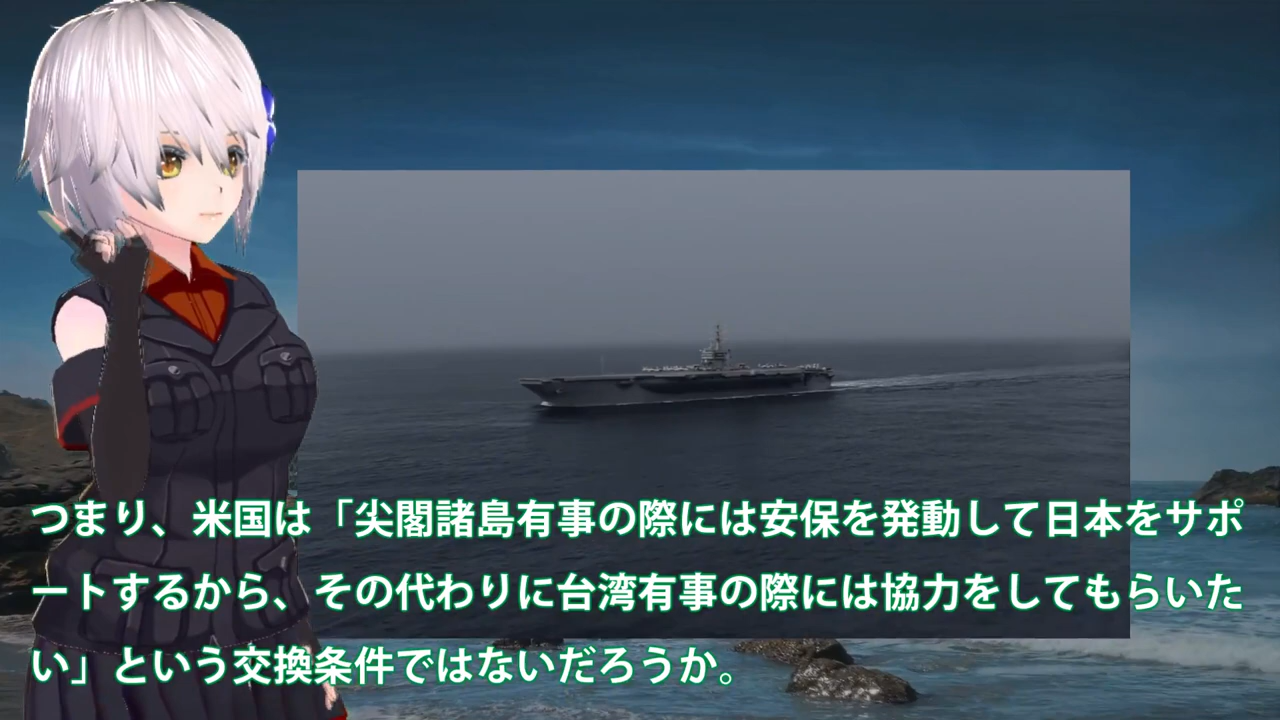 つまり、米国は「尖閣諸島有事の際には安保を発動して日本をサポ
ートするから、その代わりに台湾有事の際には協力をしてもらいた
い」という交換条件ではないだろうか。